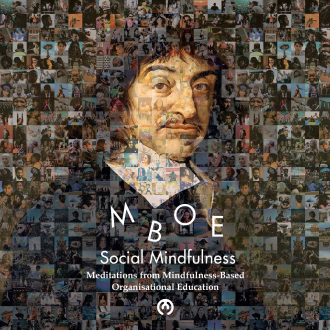 MBOE
Social Mindfulness
Meditations from Mindfulness-Based
Organisational Education